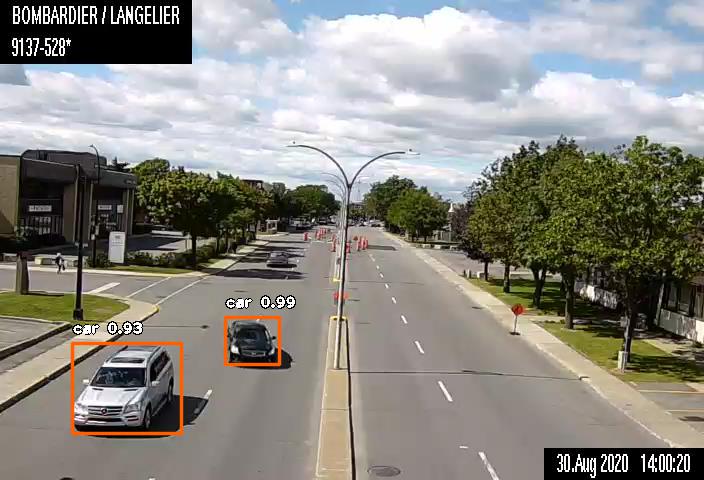 BOMBARDIER / LANGELIER
9137-528*
car 0.99
car 0.93
30.Aug 2020 14:00:20